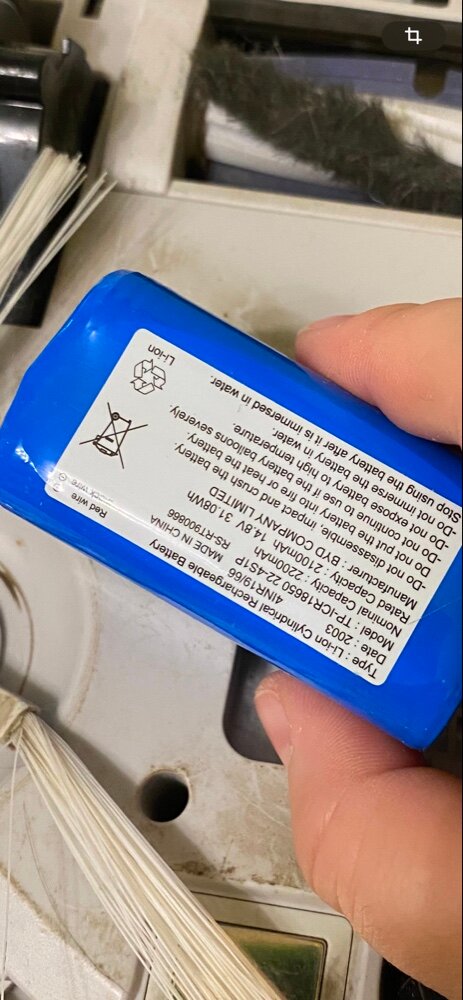 Type : Li-ion Cylindrical Rechargeable Battery
Date : 2003 4INR19/66 MADE IN CHINA
Model : TP-ICR18650 22-4S1P RS-RT900866
Nominal Capacity : 2200mAh 14.8V 31.08Wh
Rated Capacity : 2100mAh
Manufacturer : BYD COMPANY LIMITED
Do not disassemble, impact and crush the battery.
Do not put the battery into fire or heat the battery.
Do not continue to use if the battery balloons severely.
-Do not expose battery to high temperature.
-Do not immerse the battery in water.
Stop using the battery after it is immersed in water.
Red wire
wire
Li-ion